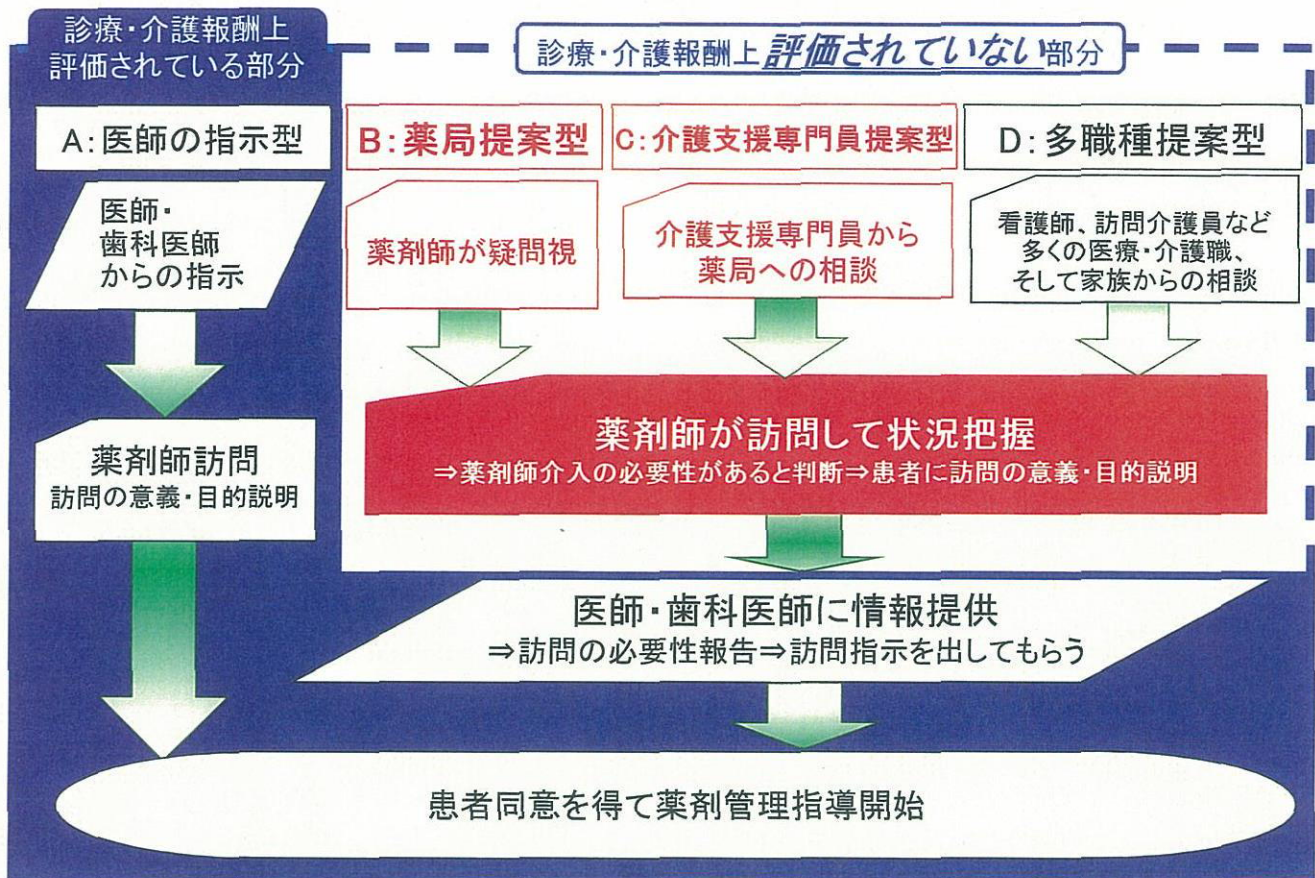 診療・介護報酬上
評価されている部分
診療・介護報酬上評価されていない部分
A:医師の指示型
B:薬局提案型
C:介護支援専門員提案型
D:多職種提案型
医師・
歯科医師
からの指示
薬剤師が疑問視
介護支援専門員から
薬局への相談
看護師、訪問介護員など
多くの医療・介護職、
そして家族からの相談
薬剤師訪問
訪問の意義・目的説明
薬剤師が訪問して状況把握
⇒薬剤師介入の必要性があると判断⇒患者に訪問の意義・目的説明
医師・歯科医師に情報提供
⇒訪問の必要性報告⇒訪問指示を出してもらう
患者同意を得て薬剤管理指導開始